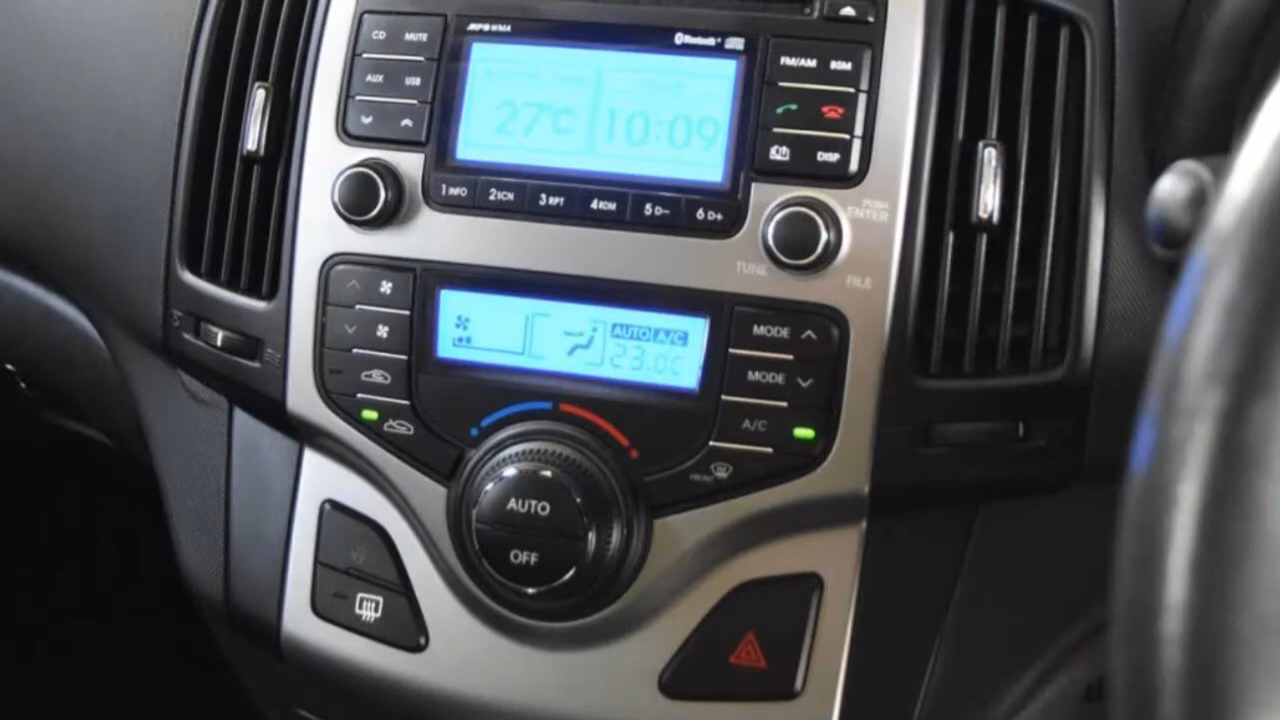 MP3 WMA
Bluetooth
CD MUTE
AUX USB
27°C 10:09
FM/AM BSM
DISP
1 INFO 2 SCN 3 RPT 4 RDM 5 D− 6 D+
PUSH
ENTER
TUNE
FILE
AUTO A/C
23.0°C
MODE
MODE
A/C
FRONT
AUTO
OFF